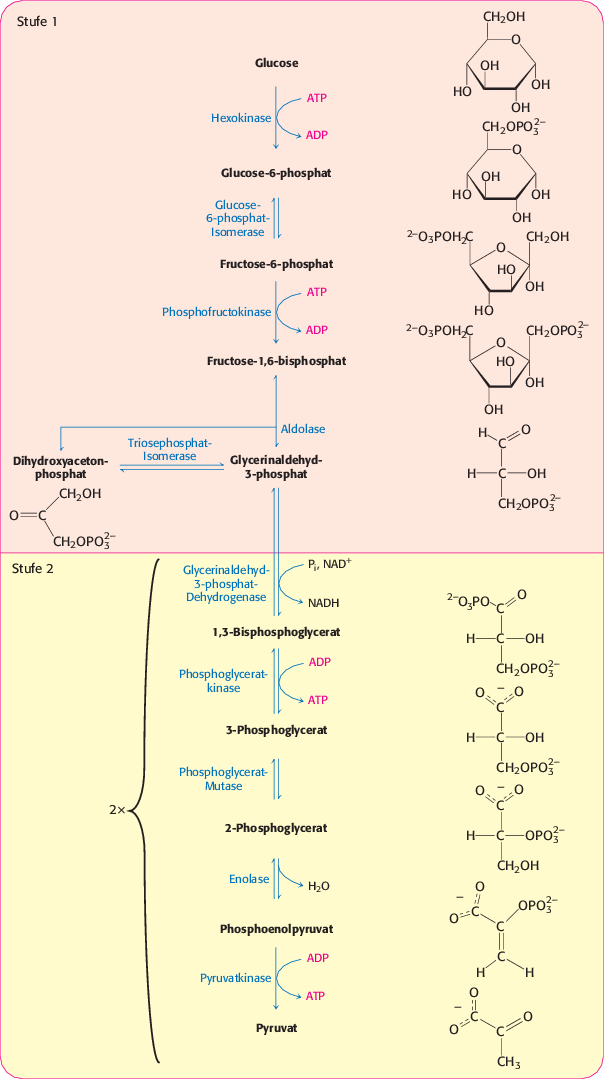 Stufe 1
Glucose
Hexokinase
ATP
ADP
CH₂OH
O
OH
HO
OH
OH
Glucose-6-phosphat
Glucose-
6-phosphat-
Isomerase
CH₂OPO₃²⁻
O
OH
HO
OH
OH
Fructose-6-phosphat
Phosphofructokinase
ATP
ADP
²⁻O₃POH₂C
CH₂OH
O
HO
OH
HO
Fructose-1,6-bisphosphat
Aldolase
²⁻O₃POH₂C
CH₂OPO₃²⁻
O
HO
OH
OH
Dihydroxyaceton-
phosphat
Triosephosphat-
Isomerase
Glycerinaldehyd-
3-phosphat
CH₂OH
O C
CH₂OPO₃²⁻
H O
C
H C OH
CH₂OPO₃²⁻
Stufe 2
2×
Glycerinaldehyd-
3-phosphat-
Dehydrogenase
Pᵢ, NAD⁺
NADH
1,3-Bisphosphoglycerat
²⁻O₃PO O
C
H C OH
CH₂OPO₃²⁻
Phosphoglycerat-
kinase
ADP
ATP
3-Phosphoglycerat
O − O
C
H C OH
CH₂OPO₃²⁻
Phosphoglycerat-
Mutase
2-Phosphoglycerat
O − O
C
H C OPO₃²⁻
CH₂OH
Enolase
H₂O
Phosphoenolpyruvat
O
−
C OPO₃²⁻
O
C
C
H H
Pyruvatkinase
ADP
ATP
Pyruvat
O
−
C O
O C
CH₃